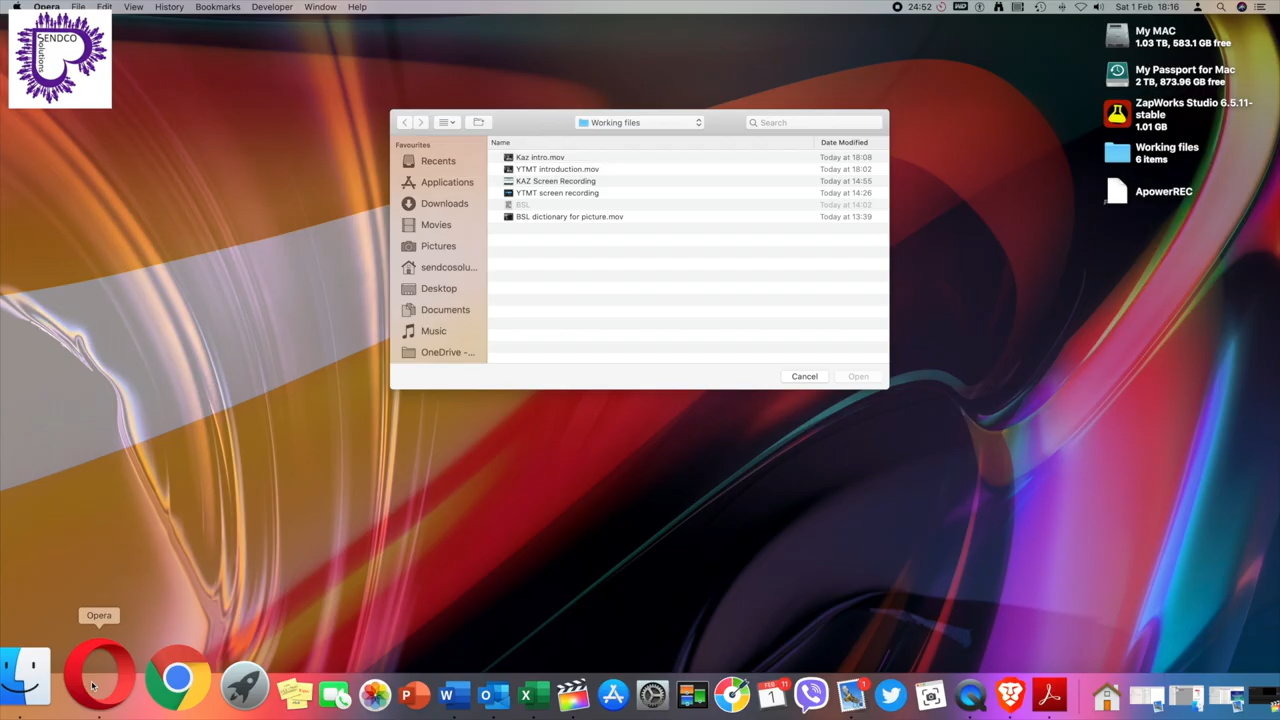 Opera File Edit View History Bookmarks Developer Window Help
24:52 Sat 1 Feb 18:16
SENDCO
Solutions
My MAC
1.03 TB, 583.1 GB free
My Passport for Mac
2 TB, 873.96 GB free
ZapWorks Studio 6.5.11-
stable
1.01 GB
Working files
6 items
ApowerREC
Working files
Search
Favourites
Recents
Applications
Downloads
Movies
Pictures
sendcosolu...
Desktop
Documents
Music
OneDrive -...
Name Date Modified
Kaz intro.mov Today at 18:08
YTMT introduction.mov Today at 18:02
KAZ Screen Recording Today at 14:55
YTMT screen recording Today at 14:26
BSL Today at 14:02
BSL dictionary for picture.mov Today at 13:39
Cancel Open
Opera
FEB 11
1
1